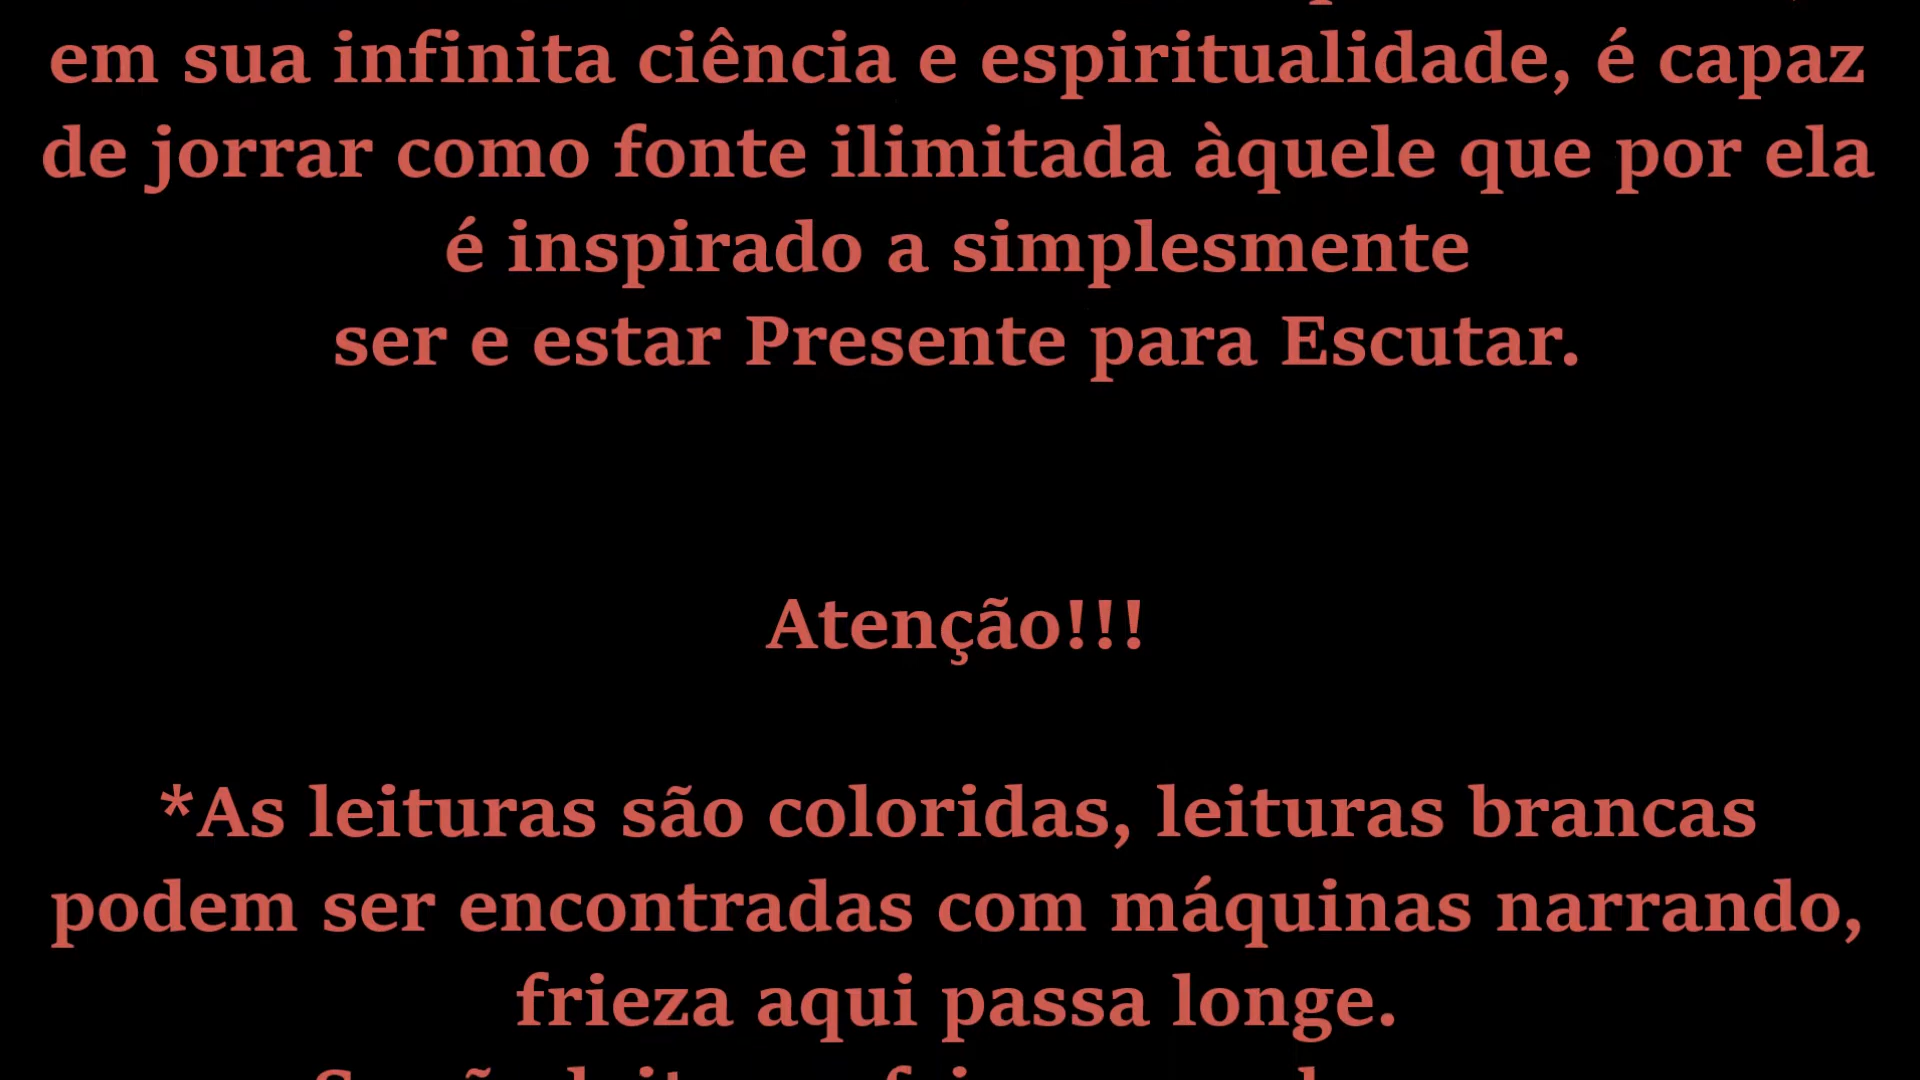 em sua infinita ciência e espiritualidade, é capaz
de jorrar como fonte ilimitada àquele que por ela
é inspirado a simplesmente
ser e estar Presente para Escutar.
Atenção!!!
*As leituras são coloridas, leituras brancas
podem ser encontradas com máquinas narrando,
frieza aqui passa longe.